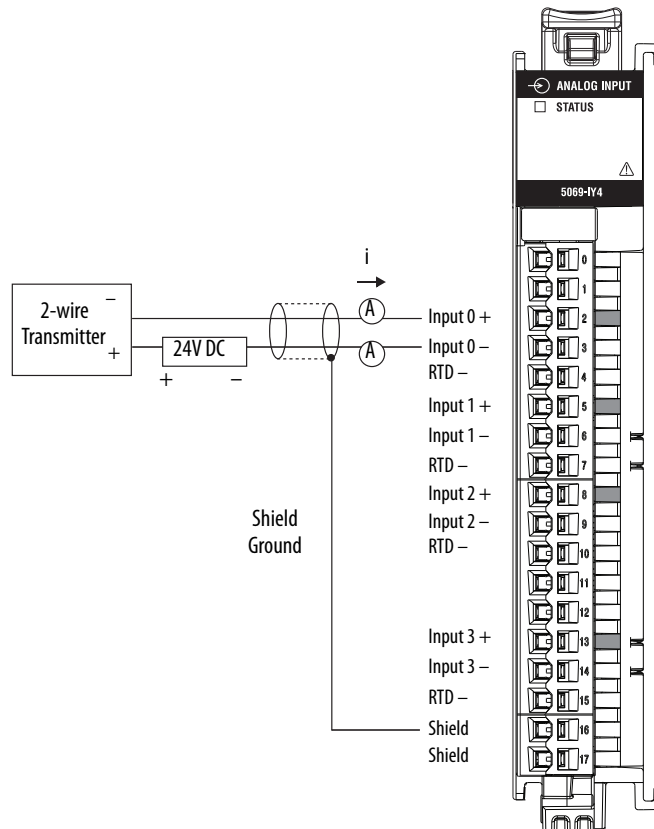 ANALOG INPUT
STATUS
5069-IY4
0
1
2
3
4
5
6
7
8
9
10
11
12
13
14
15
16
17
i
A
A
2-wire
Transmitter
−
+
24V DC
+ −
Input 0 +
Input 0 −
RTD −
Input 1 +
Input 1 −
RTD −
Input 2 +
Input 2 −
RTD −
Input 3 +
Input 3 −
RTD −
Shield
Shield
Shield
Ground